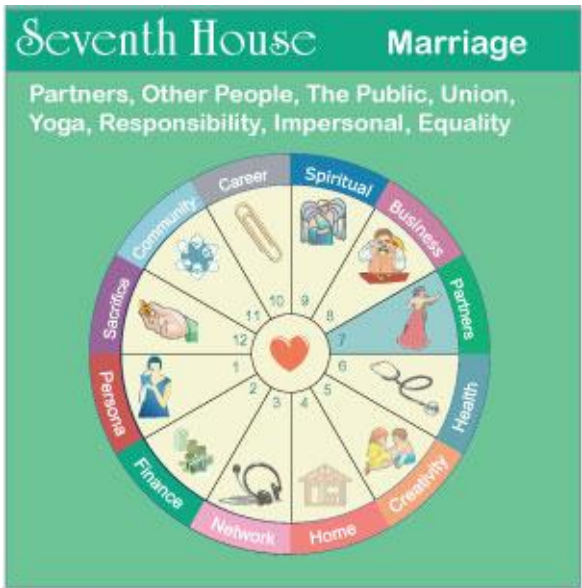 Seventh House
Marriage
Partners, Other People, The Public, Union,
Yoga, Responsibility, Impersonal, Equality
Career
Spiritual
Business
Partners
Health
Creativity
Home
Network
Finance
Persona
Sacrifice
Community
10
9
8
7
6
5
4
3
2
1
12
11